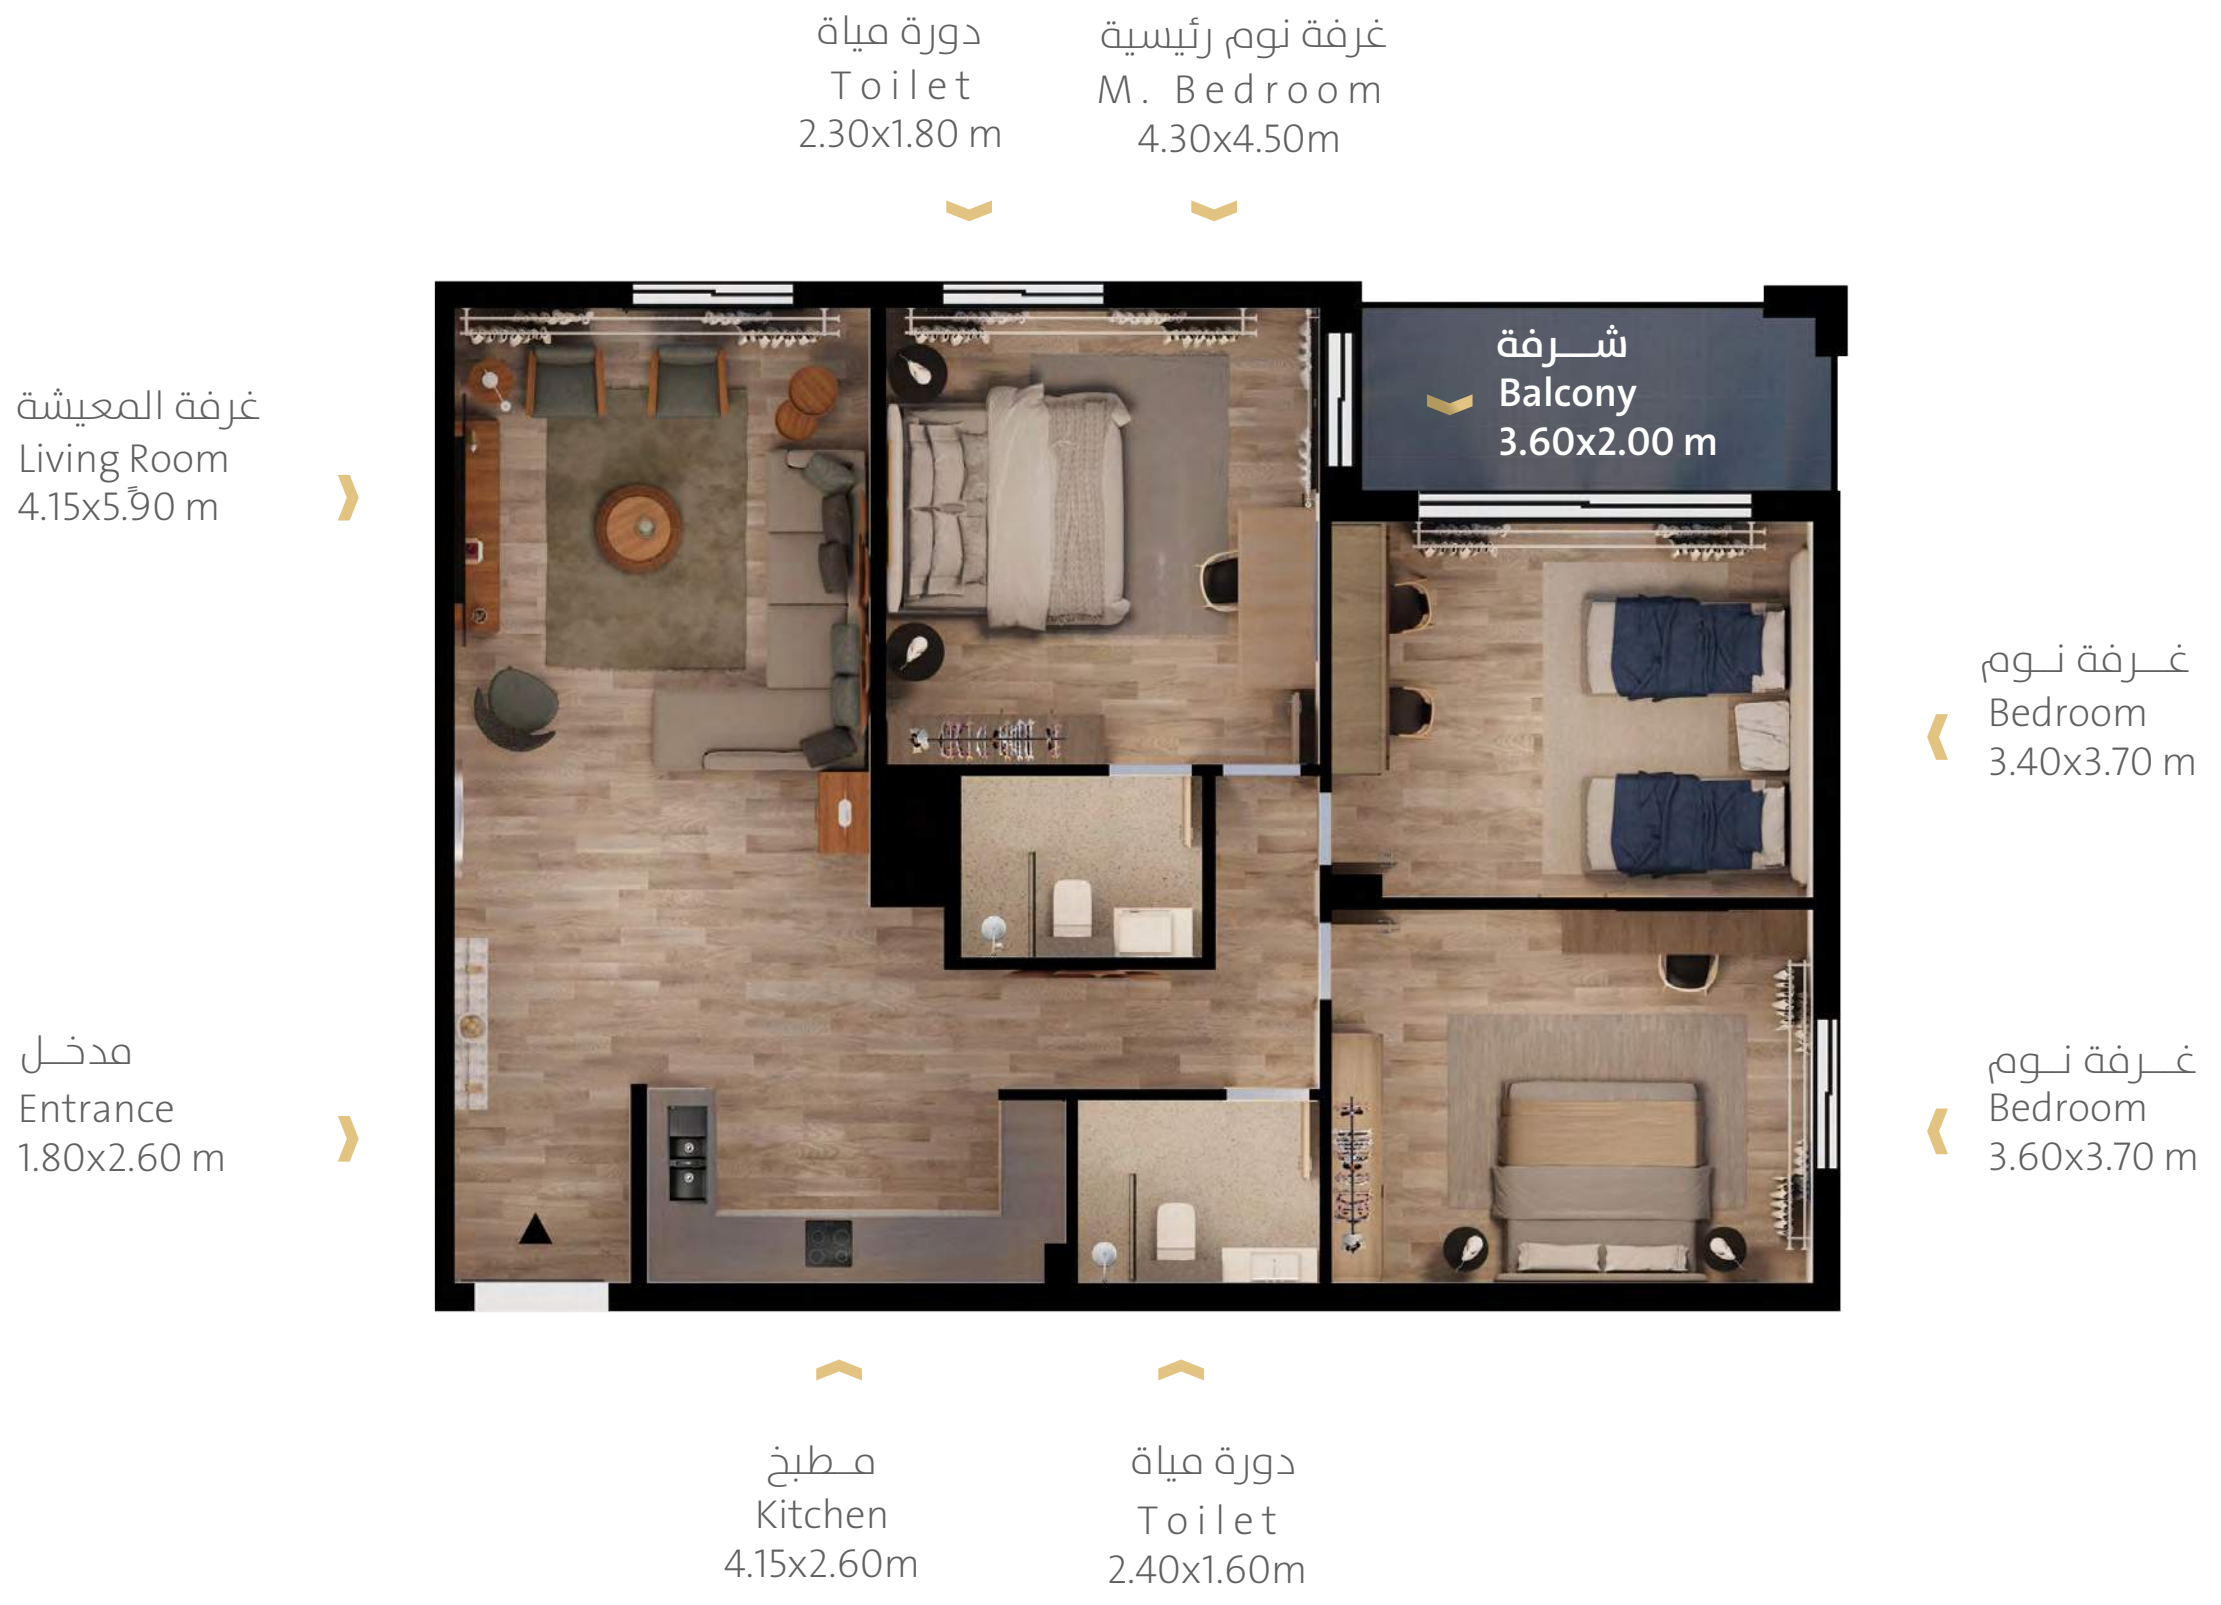 دورة مياة
Toilet
2.30x1.80 m
غرفة نوم رئيسية
M. Bedroom
4.30x4.50m
شـــرفة
Balcony
3.60x2.00 m
غرفة المعيشة
Living Room
4.15x5.90 m
غـــرفة نــوم
Bedroom
3.40x3.70 m
مدخــل
Entrance
1.80x2.60 m
غـــرفة نــوم
Bedroom
3.60x3.70 m
مــطبخ
Kitchen
4.15x2.60m
دورة مياة
Toilet
2.40x1.60m